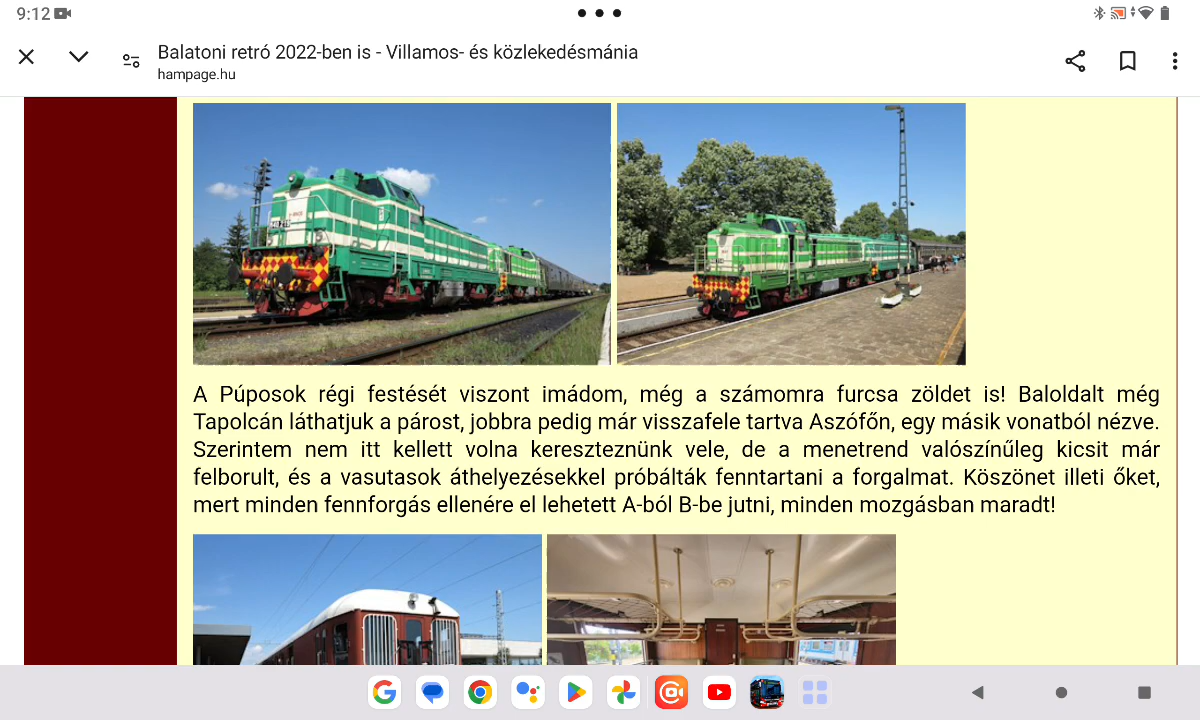 9:12
Balatoni retró 2022-ben is - Villamos- és közlekedésmánia
hampage.hu
A Púposok régi festését viszont imádom, még a számomra furcsa zöldet is! Baloldalt még
Tapolcán láthatjuk a párost, jobbra pedig már visszafele tartva Aszófőn, egy másik vonatból nézve.
Szerintem nem itt kellett volna kereszteznünk vele, de a menetrend valószínűleg kicsit már
felborult, és a vasutasok áthelyezésekkel próbálták fenntartani a forgalmat. Köszönet illeti őket,
mert minden fennforgás ellenére el lehetett A-ból B-be jutni, minden mozgásban maradt!